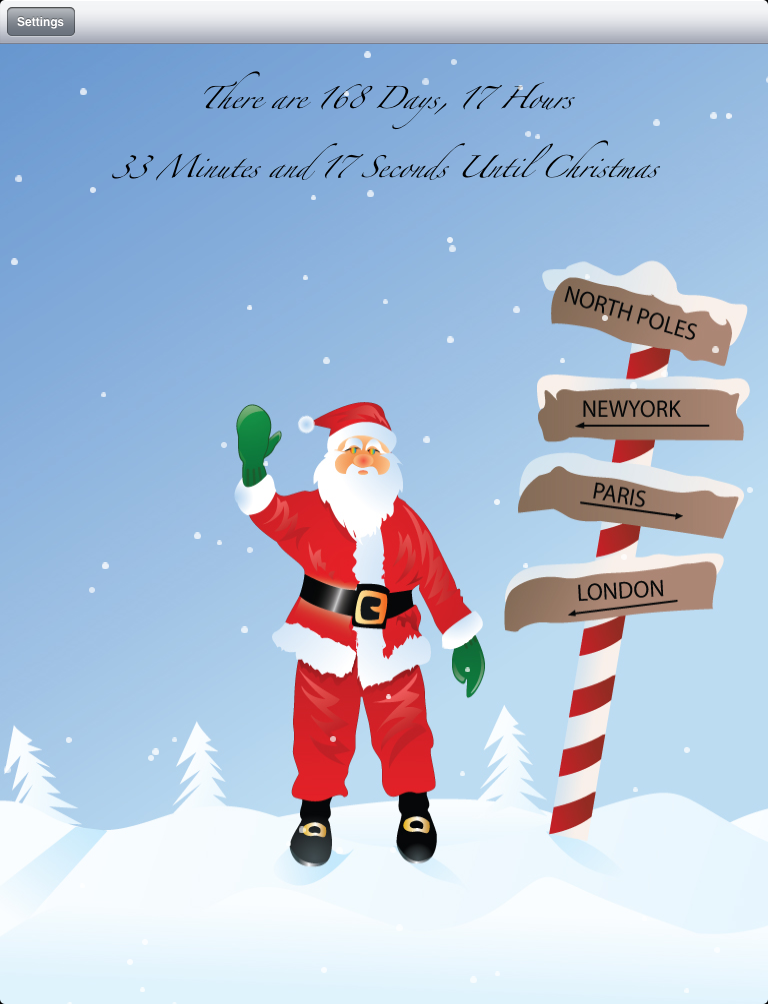 Settings
There are 168 Days, 17 Hours
33 Minutes and 17 Seconds Until Christmas
NORTH POLES
NEWYORK
PARIS
LONDON